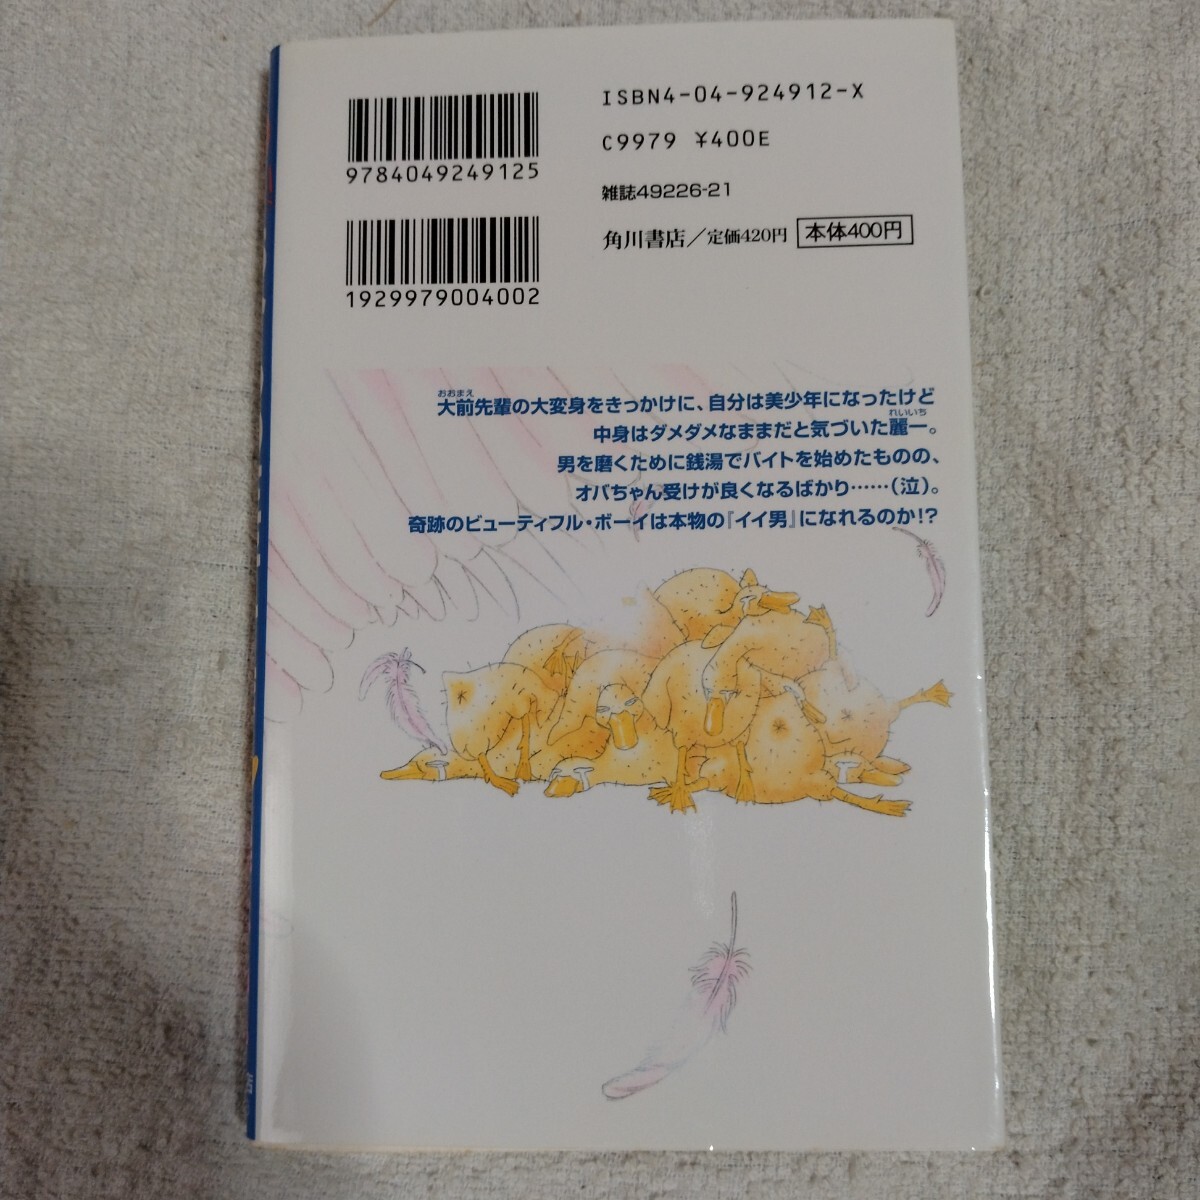 ISBN4-04-924912-X
C9979 ¥400E
雑誌49226-21
角川書店/定価420円 本体400円
9784049249125
1929979004002
おおまえ
大前先輩の大変身をきっかけに、自分は美少年になったけど
れいいち
中身はダメダメなままだと気づいた麗一。
男を磨くために銭湯でバイトを始めたものの、
オバちゃん受けが良くなるばかり……(泣)。
奇跡のビューティフル・ボーイは本物の『イイ男』になれるのか!?